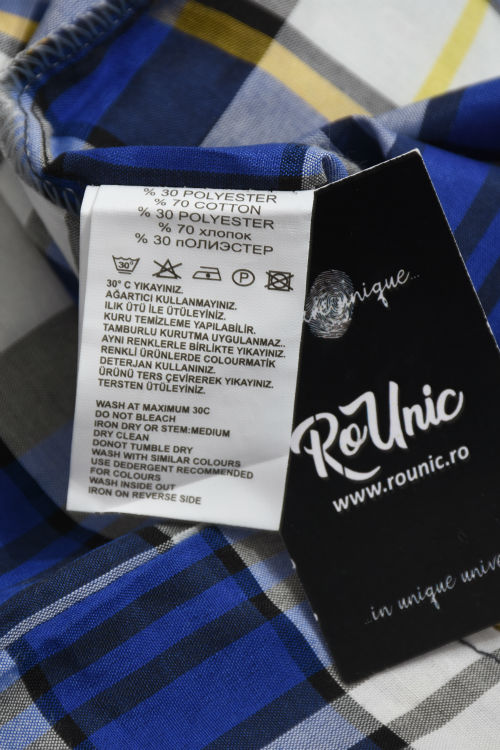 % 30 POLYESTER
% 70 COTTON
% 30 POLYESTER
% 70 хлопок
% 30 пОЛИЭСТЕР
30
P
30° C YIKAYINIZ.
AĞARTICI KULLANMAYINIZ.
ILIK ÜTÜ İLE ÜTÜLEYINIZ.
KURU TEMİZLEME YAPILABİLİR.
TAMBURLU KURUTMA UYGULANMAZ..
AYNI RENKLERLE BİRLİKTE YIKAYINIZ.
RENKLİ ÜRÜNLERDE COLOURMATİK
DETERJAN KULLANINIZ.
ÜRÜNÜ TERS ÇEVİREREK YIKAYINIZ.
TERSTEN ÜTÜLEYİNİZ.
WASH AT MAXIMUM 30C
DO NOT BLEACH
IRON DRY OR STEM:MEDIUM
DRY CLEAN
DONOT TUMBLE DRY
WASH WITH SIMILAR COLOURS
USE DEDERGENT RECOMMENDED
FOR COLOURS
WASH INSIDE OUT
IRON ON REVERSE SIDE
in unique...
RoUnic
www.rounic.ro
...in unique